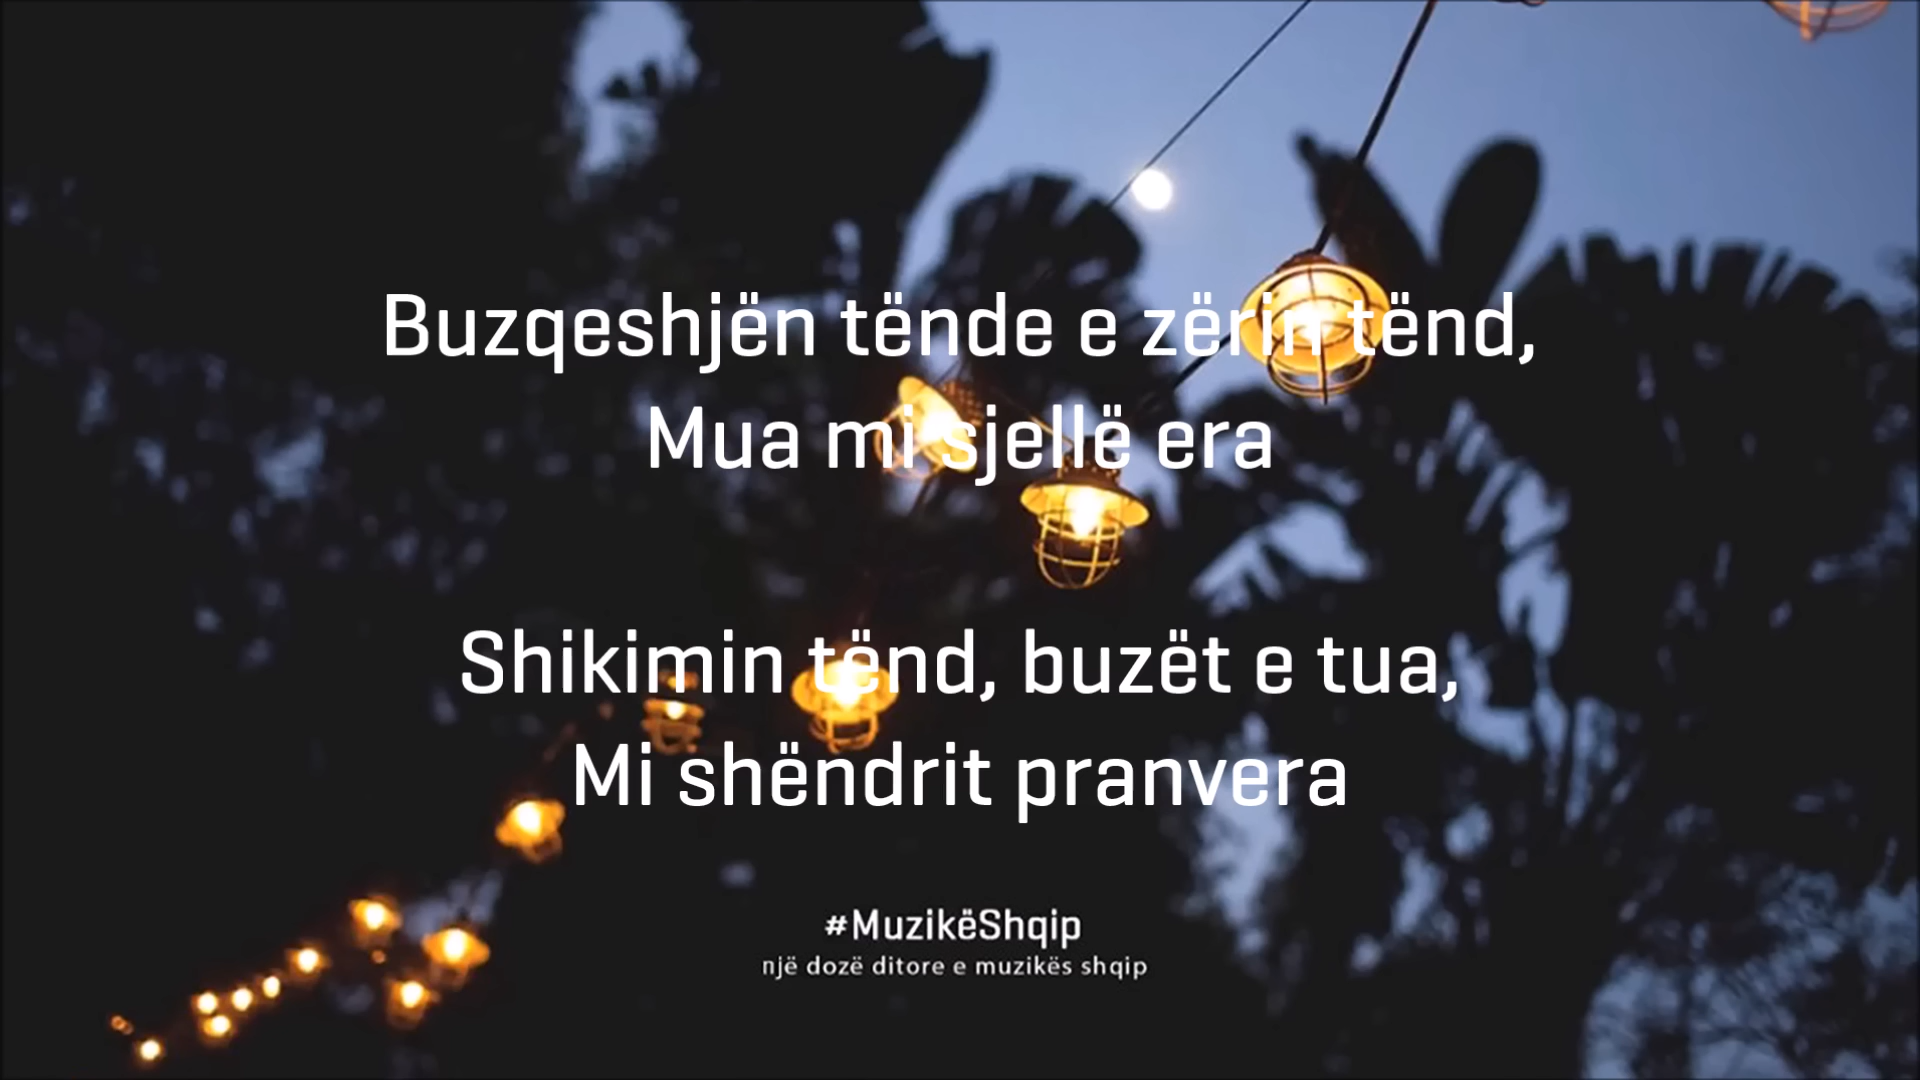 Buzqeshjën tënde e zërin tënd,
Mua mi sjellë era
Shikimin tënd, buzët e tua,
Mi shëndrit pranvera
#MuzikëShqip
një dozë ditore e muzikës shqip